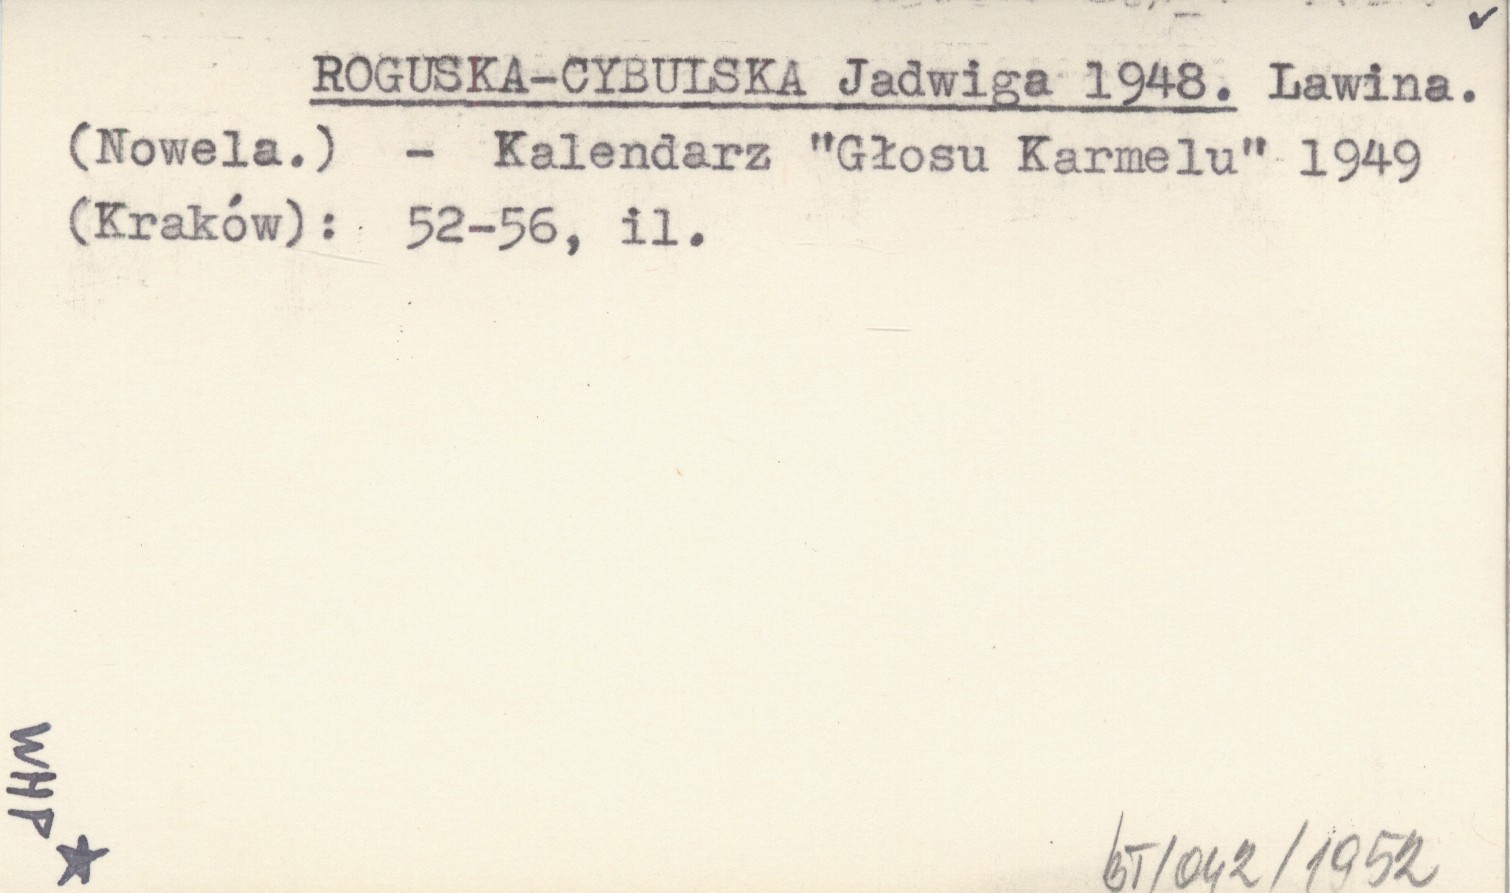 ROGUSKA-CYBULSKA Jadwiga 1948. Lawina.
(Nowela.) - Kalendarz "Głosu Karmelu" 1949
(Kraków): 52-56, il.
WHP
BT/042/1952